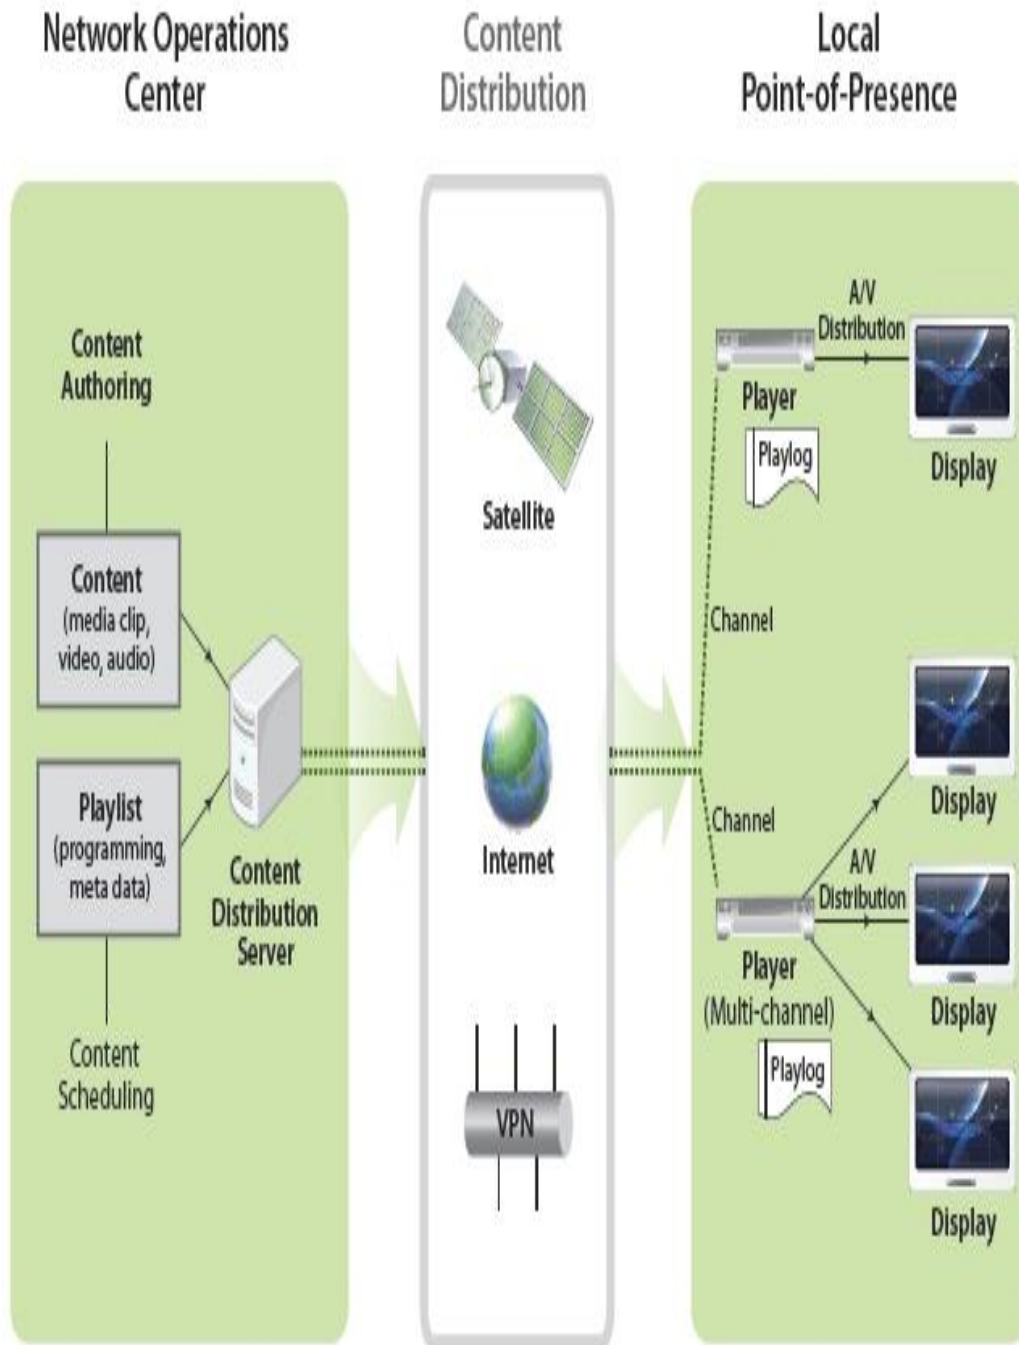 Network Operations
Center
Content
Distribution
Local
Point-of-Presence
Content
Authoring
Content
(media clip,
video, audio)
Playlist
(programming,
meta data)
Content
Distribution
Server
Content
Scheduling
Satellite
Internet
VPN
A/V
Distribution
Player
Playlog
Display
Channel
Display
Channel
A/V
Distribution
Player
(Multi-channel)
Playlog
Display
Display